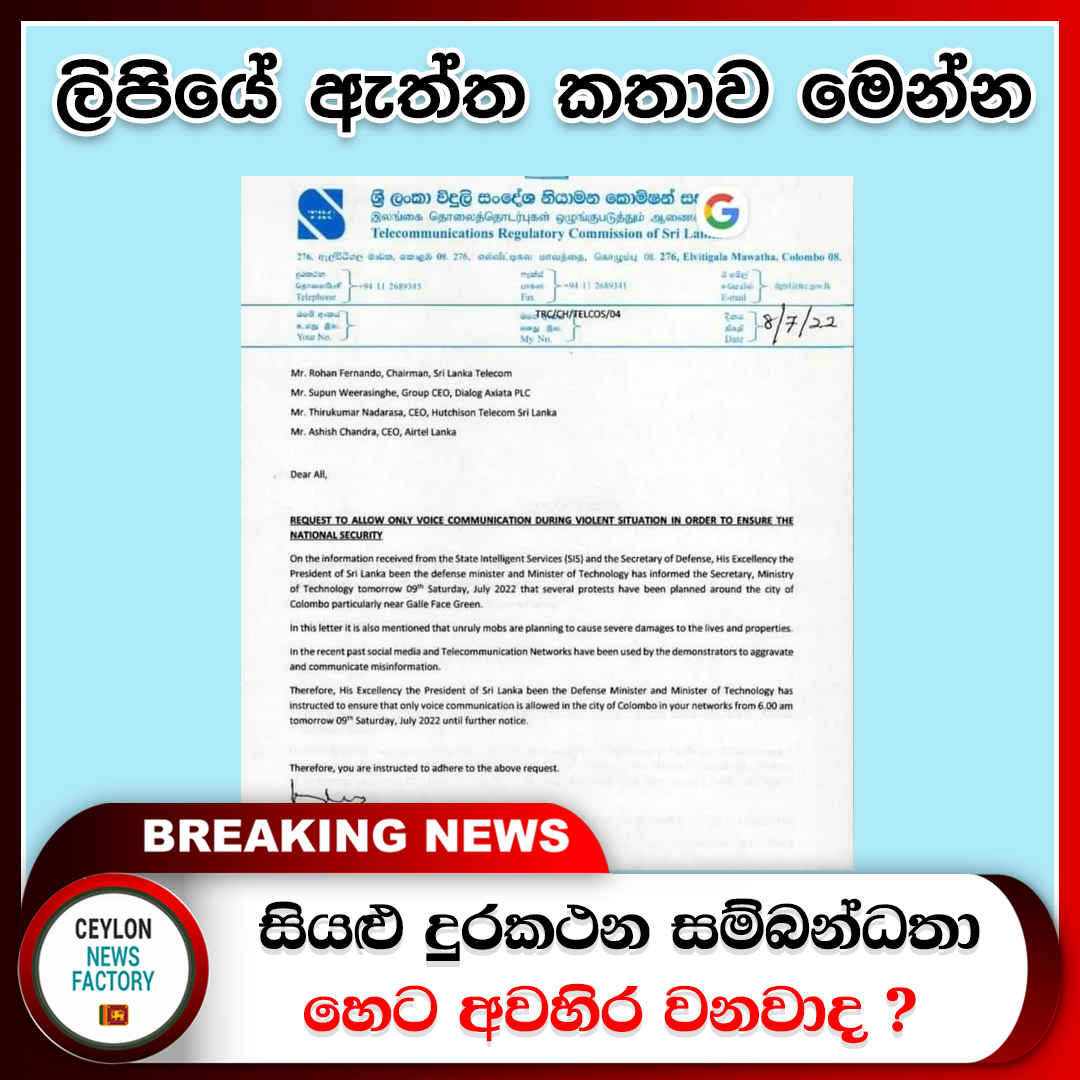 ලිපියේ ඇත්ත කතාව මෙන්න
ශ්‍රී ලංකා විදුලි සංදේශ නියාමන කොමිෂන් ස
இலங்கை தொலைத்தொடர்புகள் ஒழுங்குபடுத்தும் ஆணை
Telecommunications Regulatory Commission of Sri Lan
276, ඇල්විටිගල මාවත, කොළඹ 08. 276, எல்விட்டிகல மாவத்தை, கொழும்பு 08. 276, Elvitigala Mawatha, Colombo 08.
දුරකථන
தொலைபேசி
Telephone
+94 11 2689345
ෆැක්ස්
Fax
+94 11 2689341
ඊ මේල්
E-mail
dgtsl@trc.gov.lk
ඔබේ අංකය
உமது இல.
Your No.
TRC/CH/TELCOS/04
எனது இல.
My No.
දිනය
திகதி
Date
8/7/22
Mr. Rohan Fernando, Chairman, Sri Lanka Telecom
Mr. Supun Weerasinghe, Group CEO, Dialog Axiata PLC
Mr. Thirukumar Nadarasa, CEO, Hutchison Telecom Sri Lanka
Mr. Ashish Chandra, CEO, Airtel Lanka
Dear All,
REQUEST TO ALLOW ONLY VOICE COMMUNICATION DURING VIOLENT SITUATION IN ORDER TO ENSURE THE
NATIONAL SECURITY
On the information received from the State Intelligent Services (SIS) and the Secretary of Defense, His Excellency the
President of Sri Lanka been the defense minister and Minister of Technology has informed the Secretary, Ministry
of Technology tomorrow 09th Saturday, July 2022 that several protests have been planned around the city of
Colombo particularly near Galle Face Green.
In this letter it is also mentioned that unruly mobs are planning to cause severe damages to the lives and properties.
In the recent past social media and Telecommunication Networks have been used by the demonstrators to aggravate
and communicate misinformation.
Therefore, His Excellency the President of Sri Lanka been the Defense Minister and Minister of Technology has
instructed to ensure that only voice communication is allowed in the city of Colombo in your networks from 6.00 am
tomorrow 09th Saturday, July 2022 until further notice.
Therefore, you are instructed to adhere to the above request.
BREAKING NEWS
CEYLON
NEWS
FACTORY
සියළු දුරකථන සම්බන්ධතා
හෙට අවහිර වනවාද ?